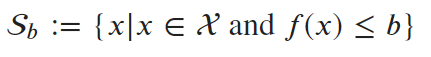 𝒮_b := {x|x ∈ 𝒳 and f(x) ≤ b}